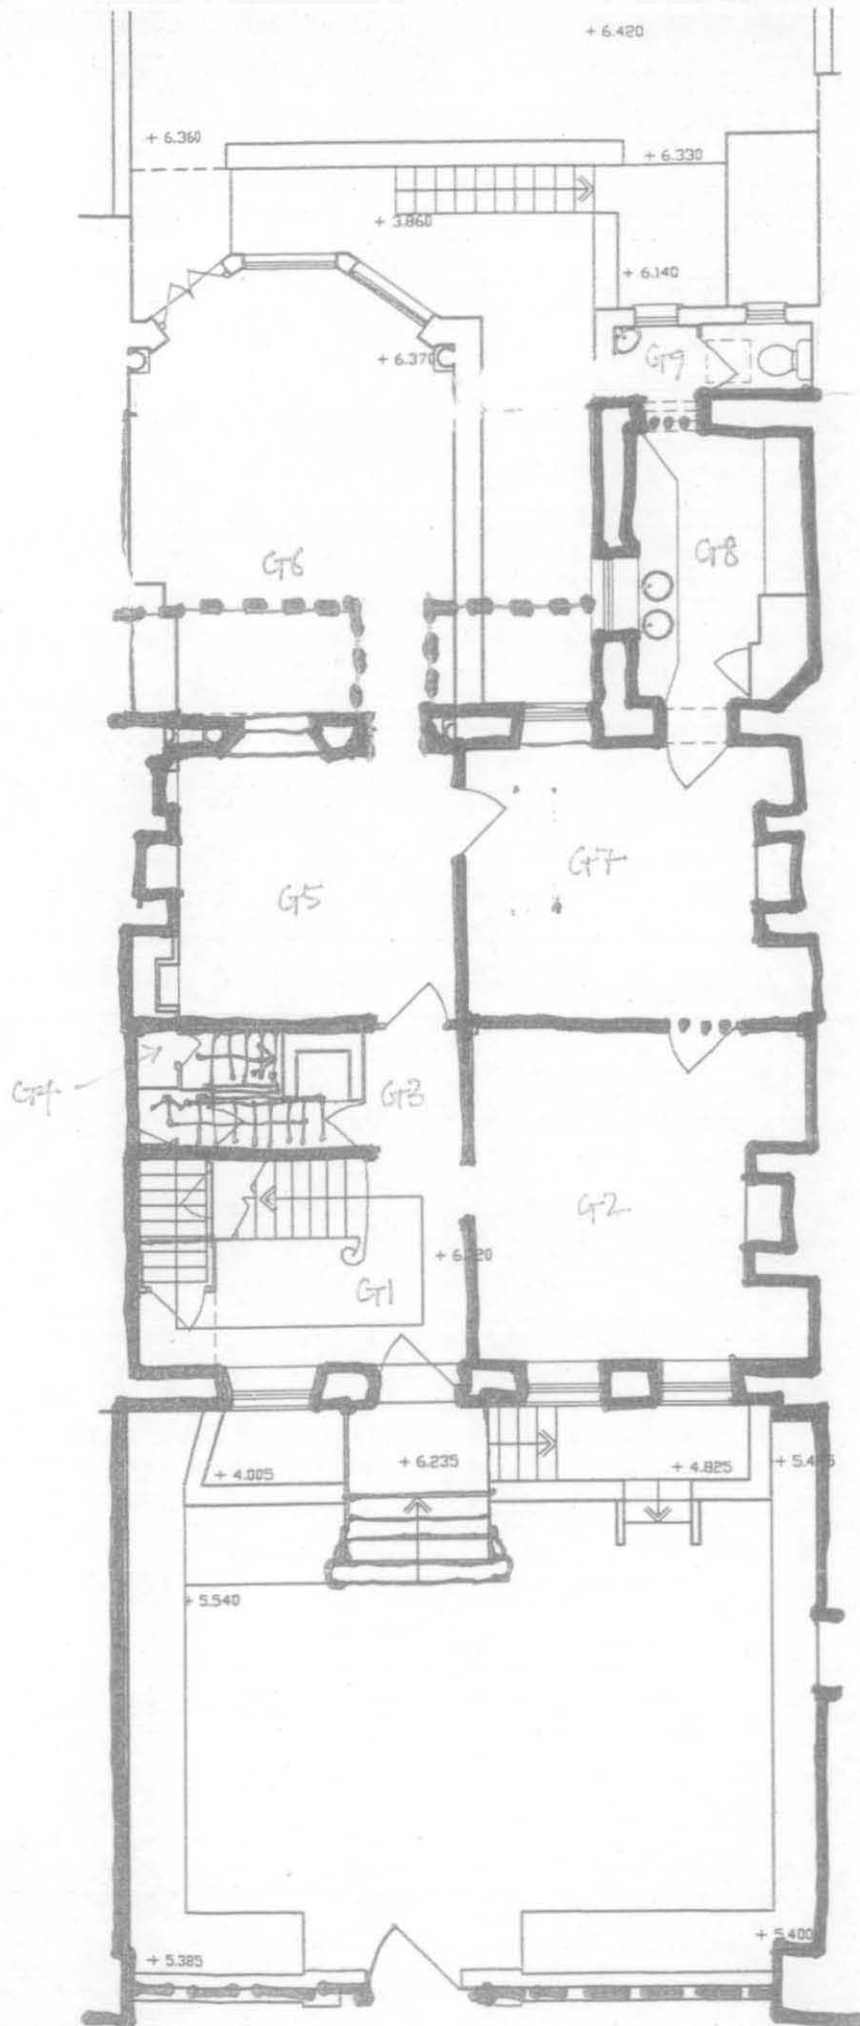 + 6.420
+ 6.360
+ 6.330
+ 3.860
+ 6.140
+ 6.370
G9
G8
G6
G7
G5
G4
G3
G2
G1
+ 4.005
+ 6.235
+ 4.825
+ 5.540
+ 5.400
+ 5.385